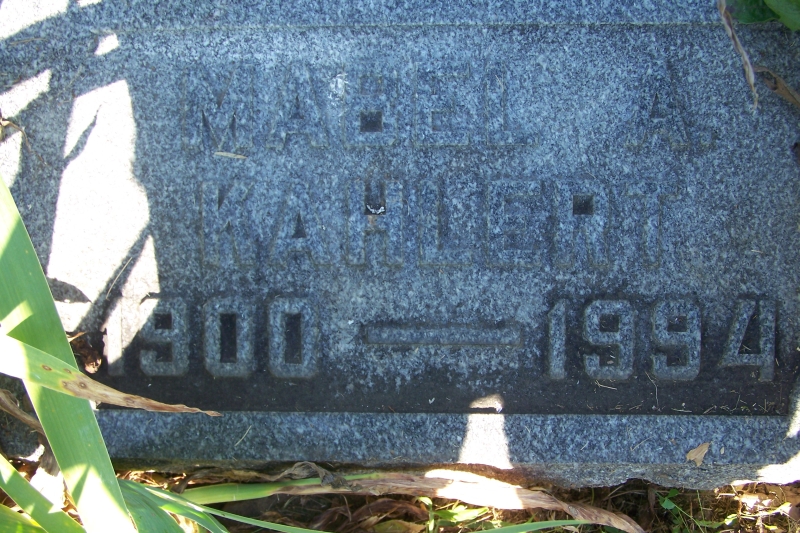 MABEL A.
KAHLERT
1900 — 1994